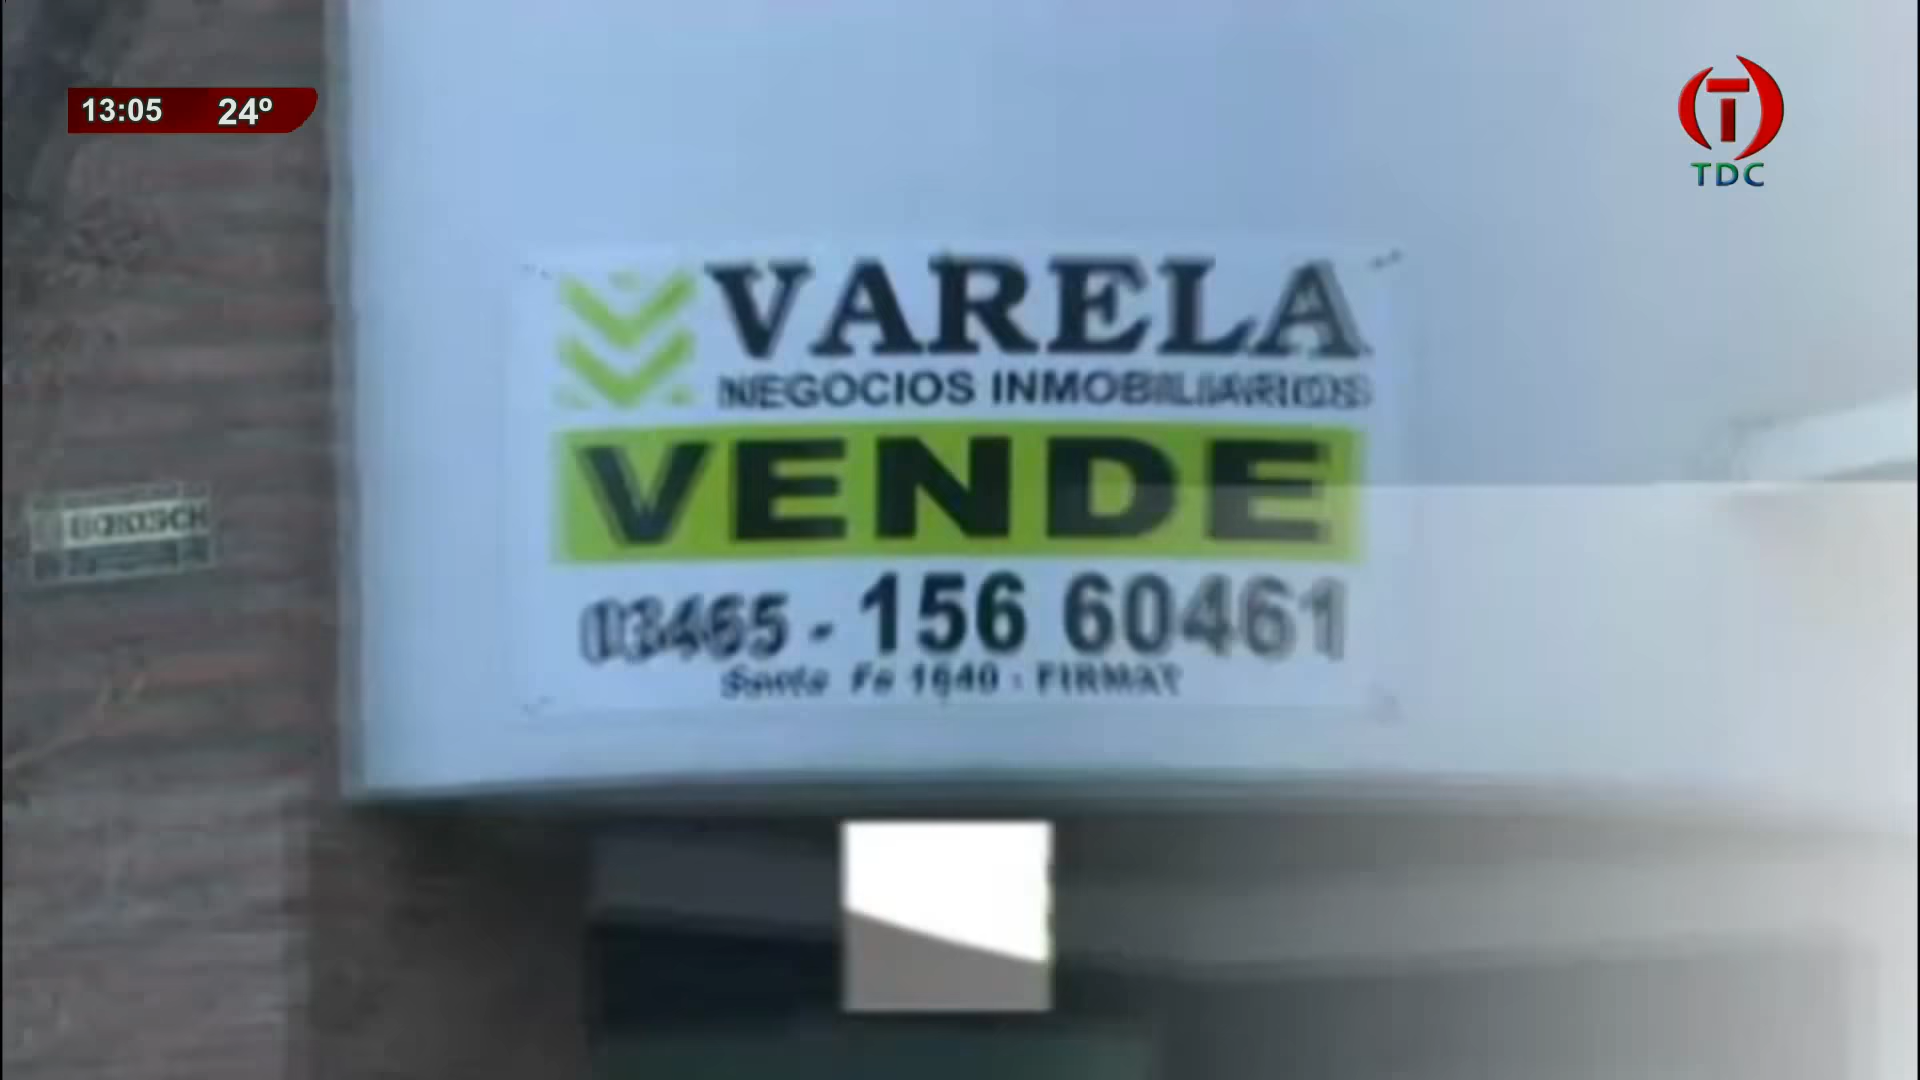 13:05 24º
T
TDC
VARELA
NEGOCIOS INMOBILIARIOS
VENDE
03465 - 156 60461
Santa Fe 1640 - FIRMAT